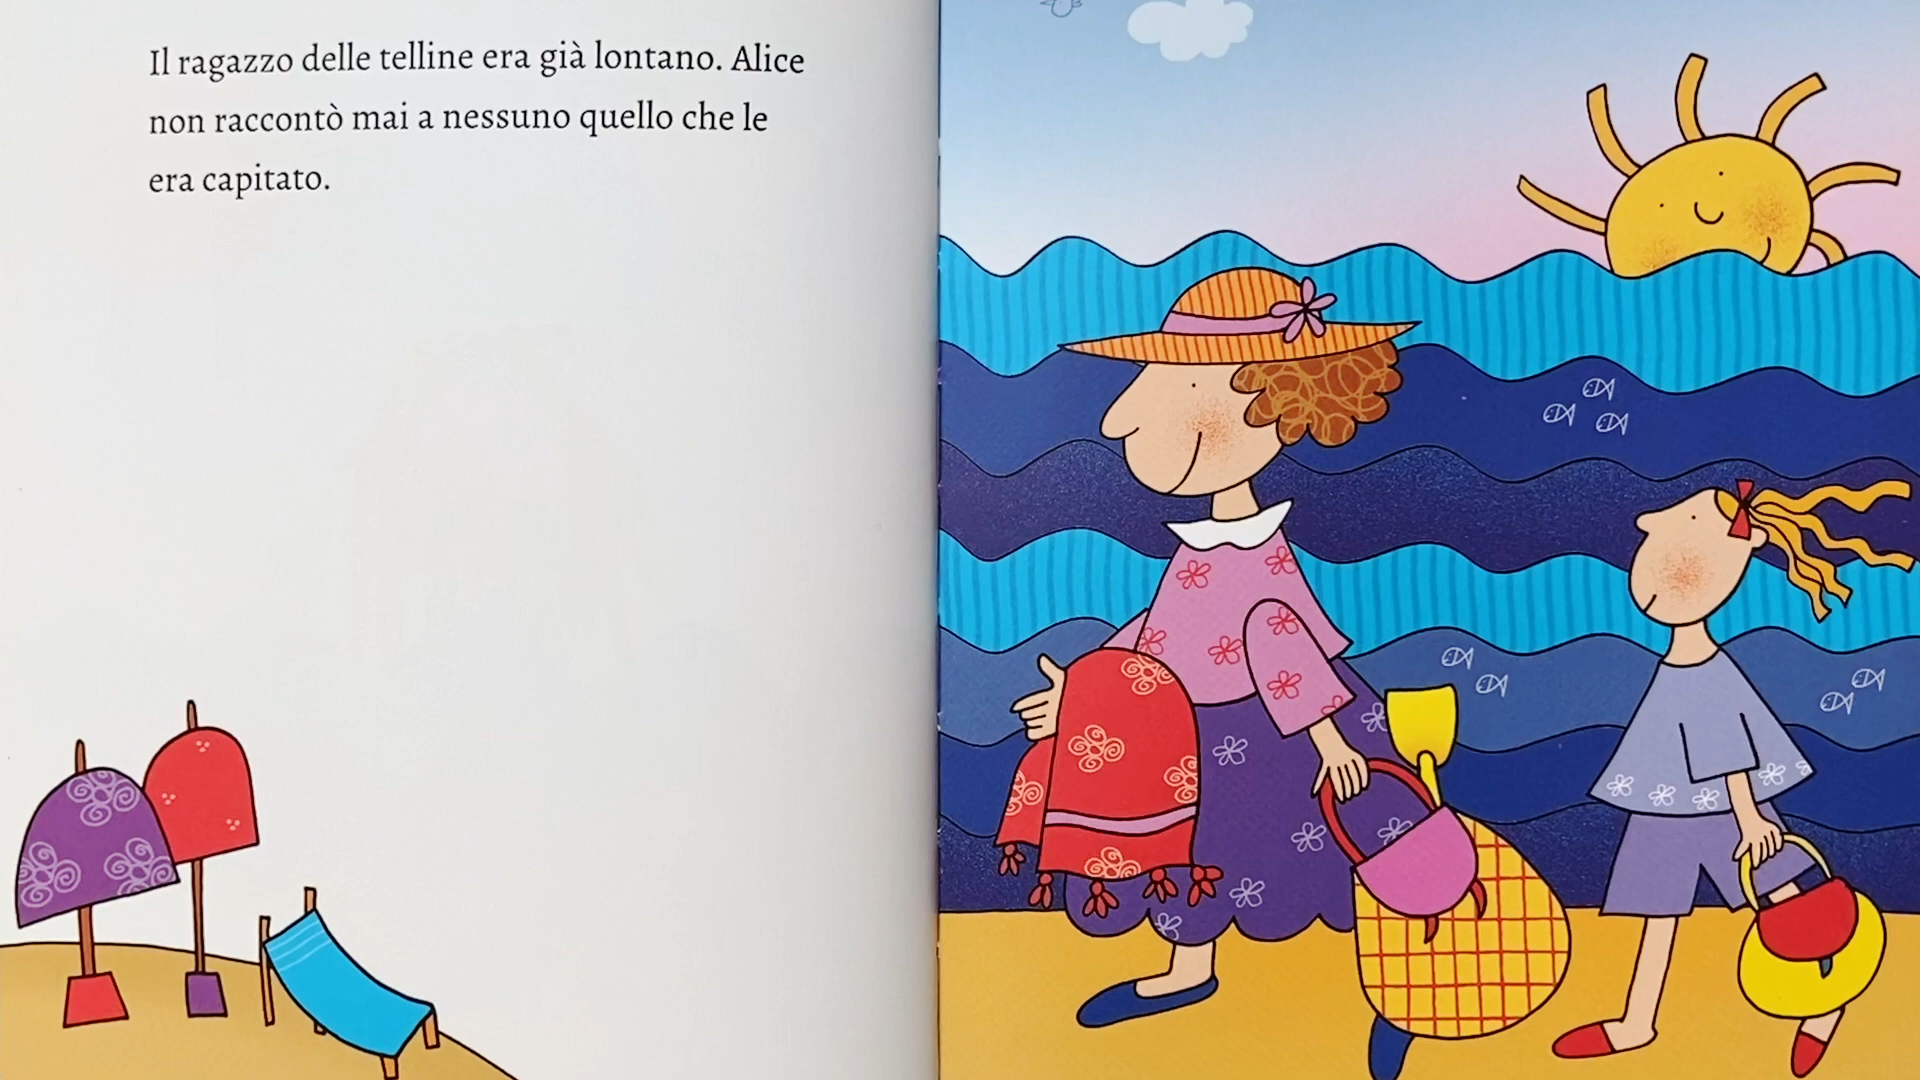 Il ragazzo delle telline era già lontano. Alice
non raccontò mai a nessuno quello che le
era capitato.